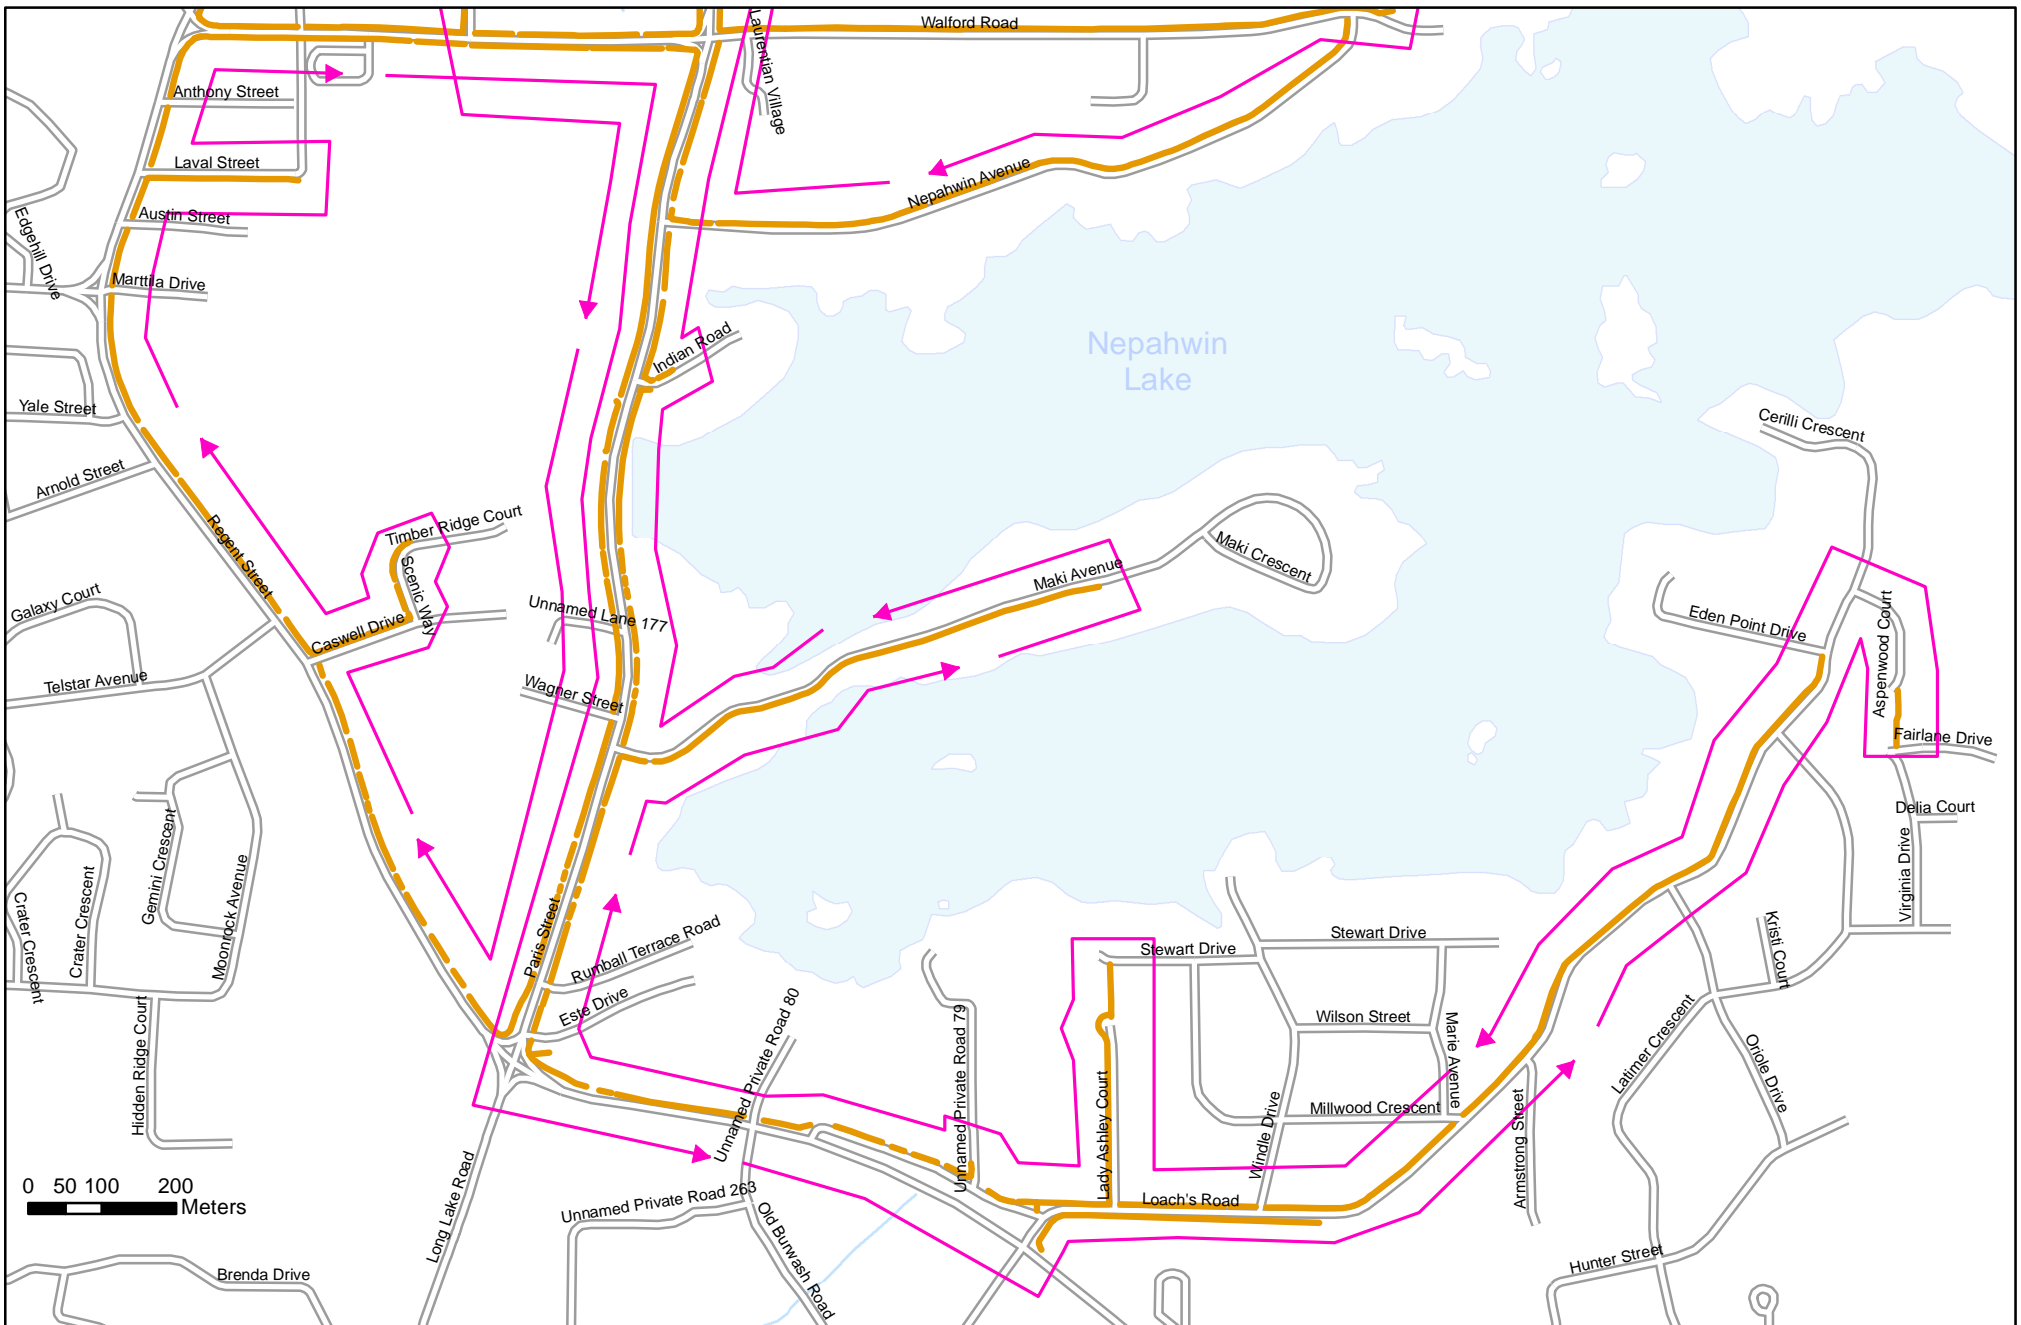 Walford Road
Laurentian Village
Anthony Street
Laval Street
Nepahwin Avenue
Austin Street
Edgehill Drive
Marttila Drive
Indian Road
Nepahwin
Lake
Yale Street
Cerilli Crescent
Arnold Street
Regent Street
Timber Ridge Court
Scenic Way
Maki Crescent
Maki Avenue
Galaxy Court
Caswell Drive
Unnamed Lane 177
Eden Point Drive
Aspenwood Court
Telstar Avenue
Wagner Street
Fairlane Drive
Gemini Crescent
Delia Court
Virginia Drive
Crater Crescent
Crater Crescent
Moonrock Avenue
Paris Street
Rumball Terrace Road
Stewart Drive
Stewart Drive
Kristi Court
Este Drive
Hidden Ridge Court
Unnamed Private Road 80
Unnamed Private Road 79
Wilson Street
Marie Avenue
Latimer Crescent
Oriole Drive
Lady Ashley Court
Millwood Crescent
Windle Drive
Armstrong Street
0 50 100 200
Meters
Long Lake Road
Unnamed Private Road 263
Loach's Road
Old Burwash Road
Hunter Street
Brenda Drive